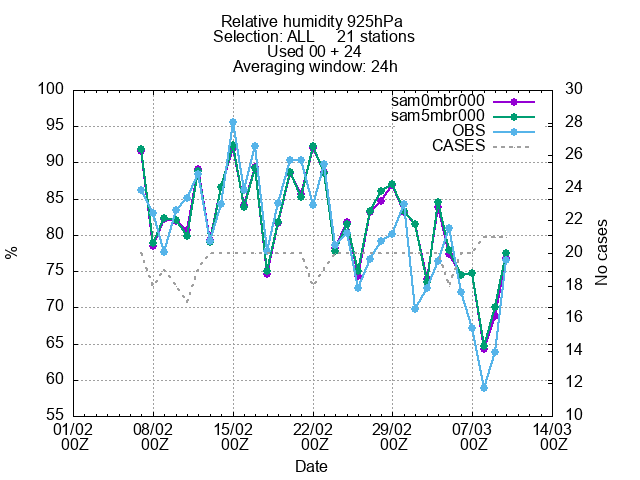 Relative humidity 925hPa
Selection: ALL 21 stations
Used 00 + 24
Averaging window: 24h
100
95
90
85
80
75
70
65
60
55
%
30
28
26
24
22
20
18
16
14
12
10
No cases
sam0mbr000
sam5mbr000
OBS
CASES
01/02 08/02 15/02 22/02 29/02 07/03 14/03
00Z 00Z 00Z 00Z 00Z 00Z 00Z
Date